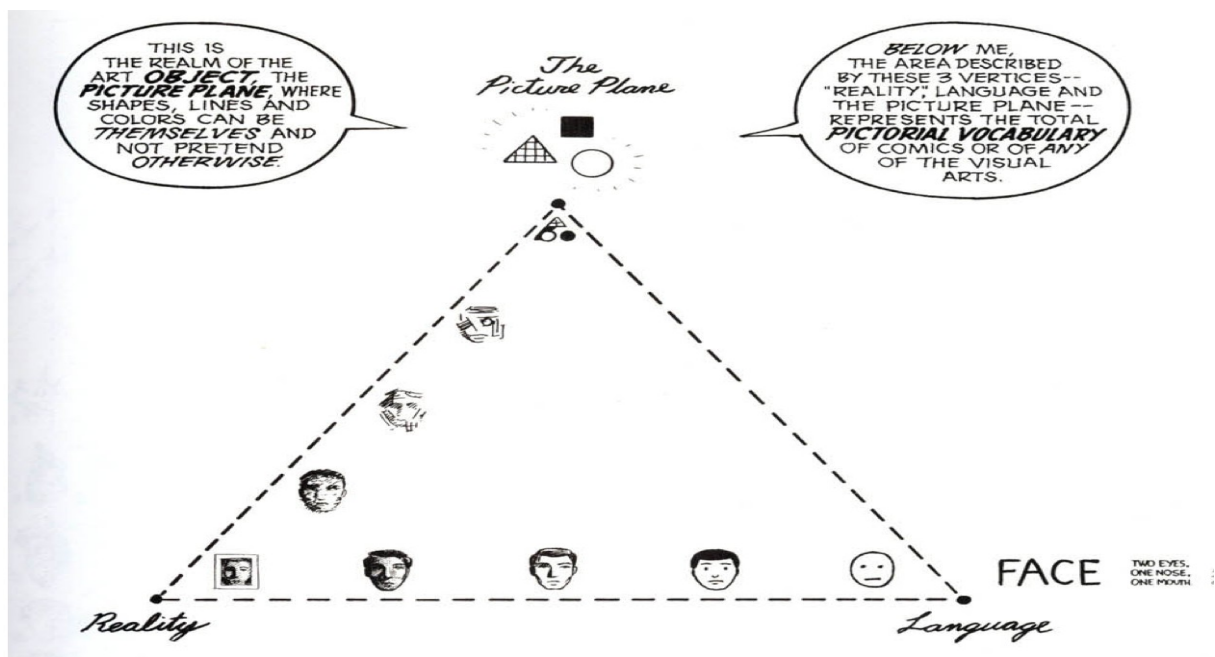 THIS IS
THE REALM OF THE
ART OBJECT, THE
PICTURE PLANE, WHERE
SHAPES, LINES AND
COLORS CAN BE
THEMSELVES AND
NOT PRETEND
OTHERWISE.
The
Picture Plane
BELOW ME,
THE AREA DESCRIBED
BY THESE 3 VERTICES--
"REALITY," LANGUAGE AND
THE PICTURE PLANE--
REPRESENTS THE TOTAL
PICTORIAL VOCABULARY
OF COMICS OR OF ANY
OF THE VISUAL
ARTS.
FACE
TWO EYES,
ONE NOSE,
ONE MOUTH.
Reality
Language